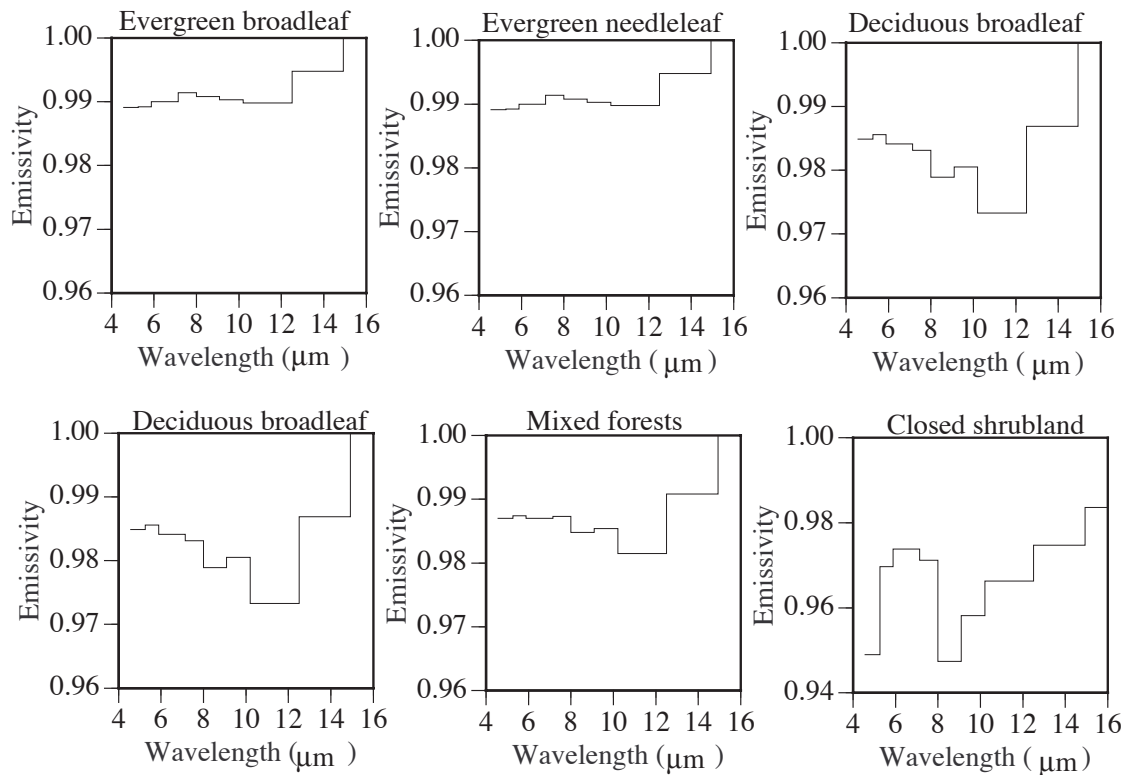 Evergreen broadleaf
1.00
0.99
0.98
0.97
0.96
Emissivity
4 6 8 10 12 14 16
Wavelength (μm )
Evergreen needleleaf
1.00
0.99
0.98
0.97
0.96
Emissivity
4 6 8 10 12 14 16
Wavelength ( μm )
Deciduous broadleaf
1.00
0.99
0.98
0.97
0.96
Emissivity
4 6 8 10 12 14 16
Wavelength ( μm )
Deciduous broadleaf
1.00
0.99
0.98
0.97
0.96
Emissivity
4 6 8 10 12 14 16
Wavelength (μm )
Mixed forests
1.00
0.99
0.98
0.97
0.96
Emissivity
4 6 8 10 12 14 16
Wavelength ( μm )
Closed shrubland
1.00
0.98
0.96
0.94
Emissivity
4 6 8 10 12 14 16
Wavelength ( μm )